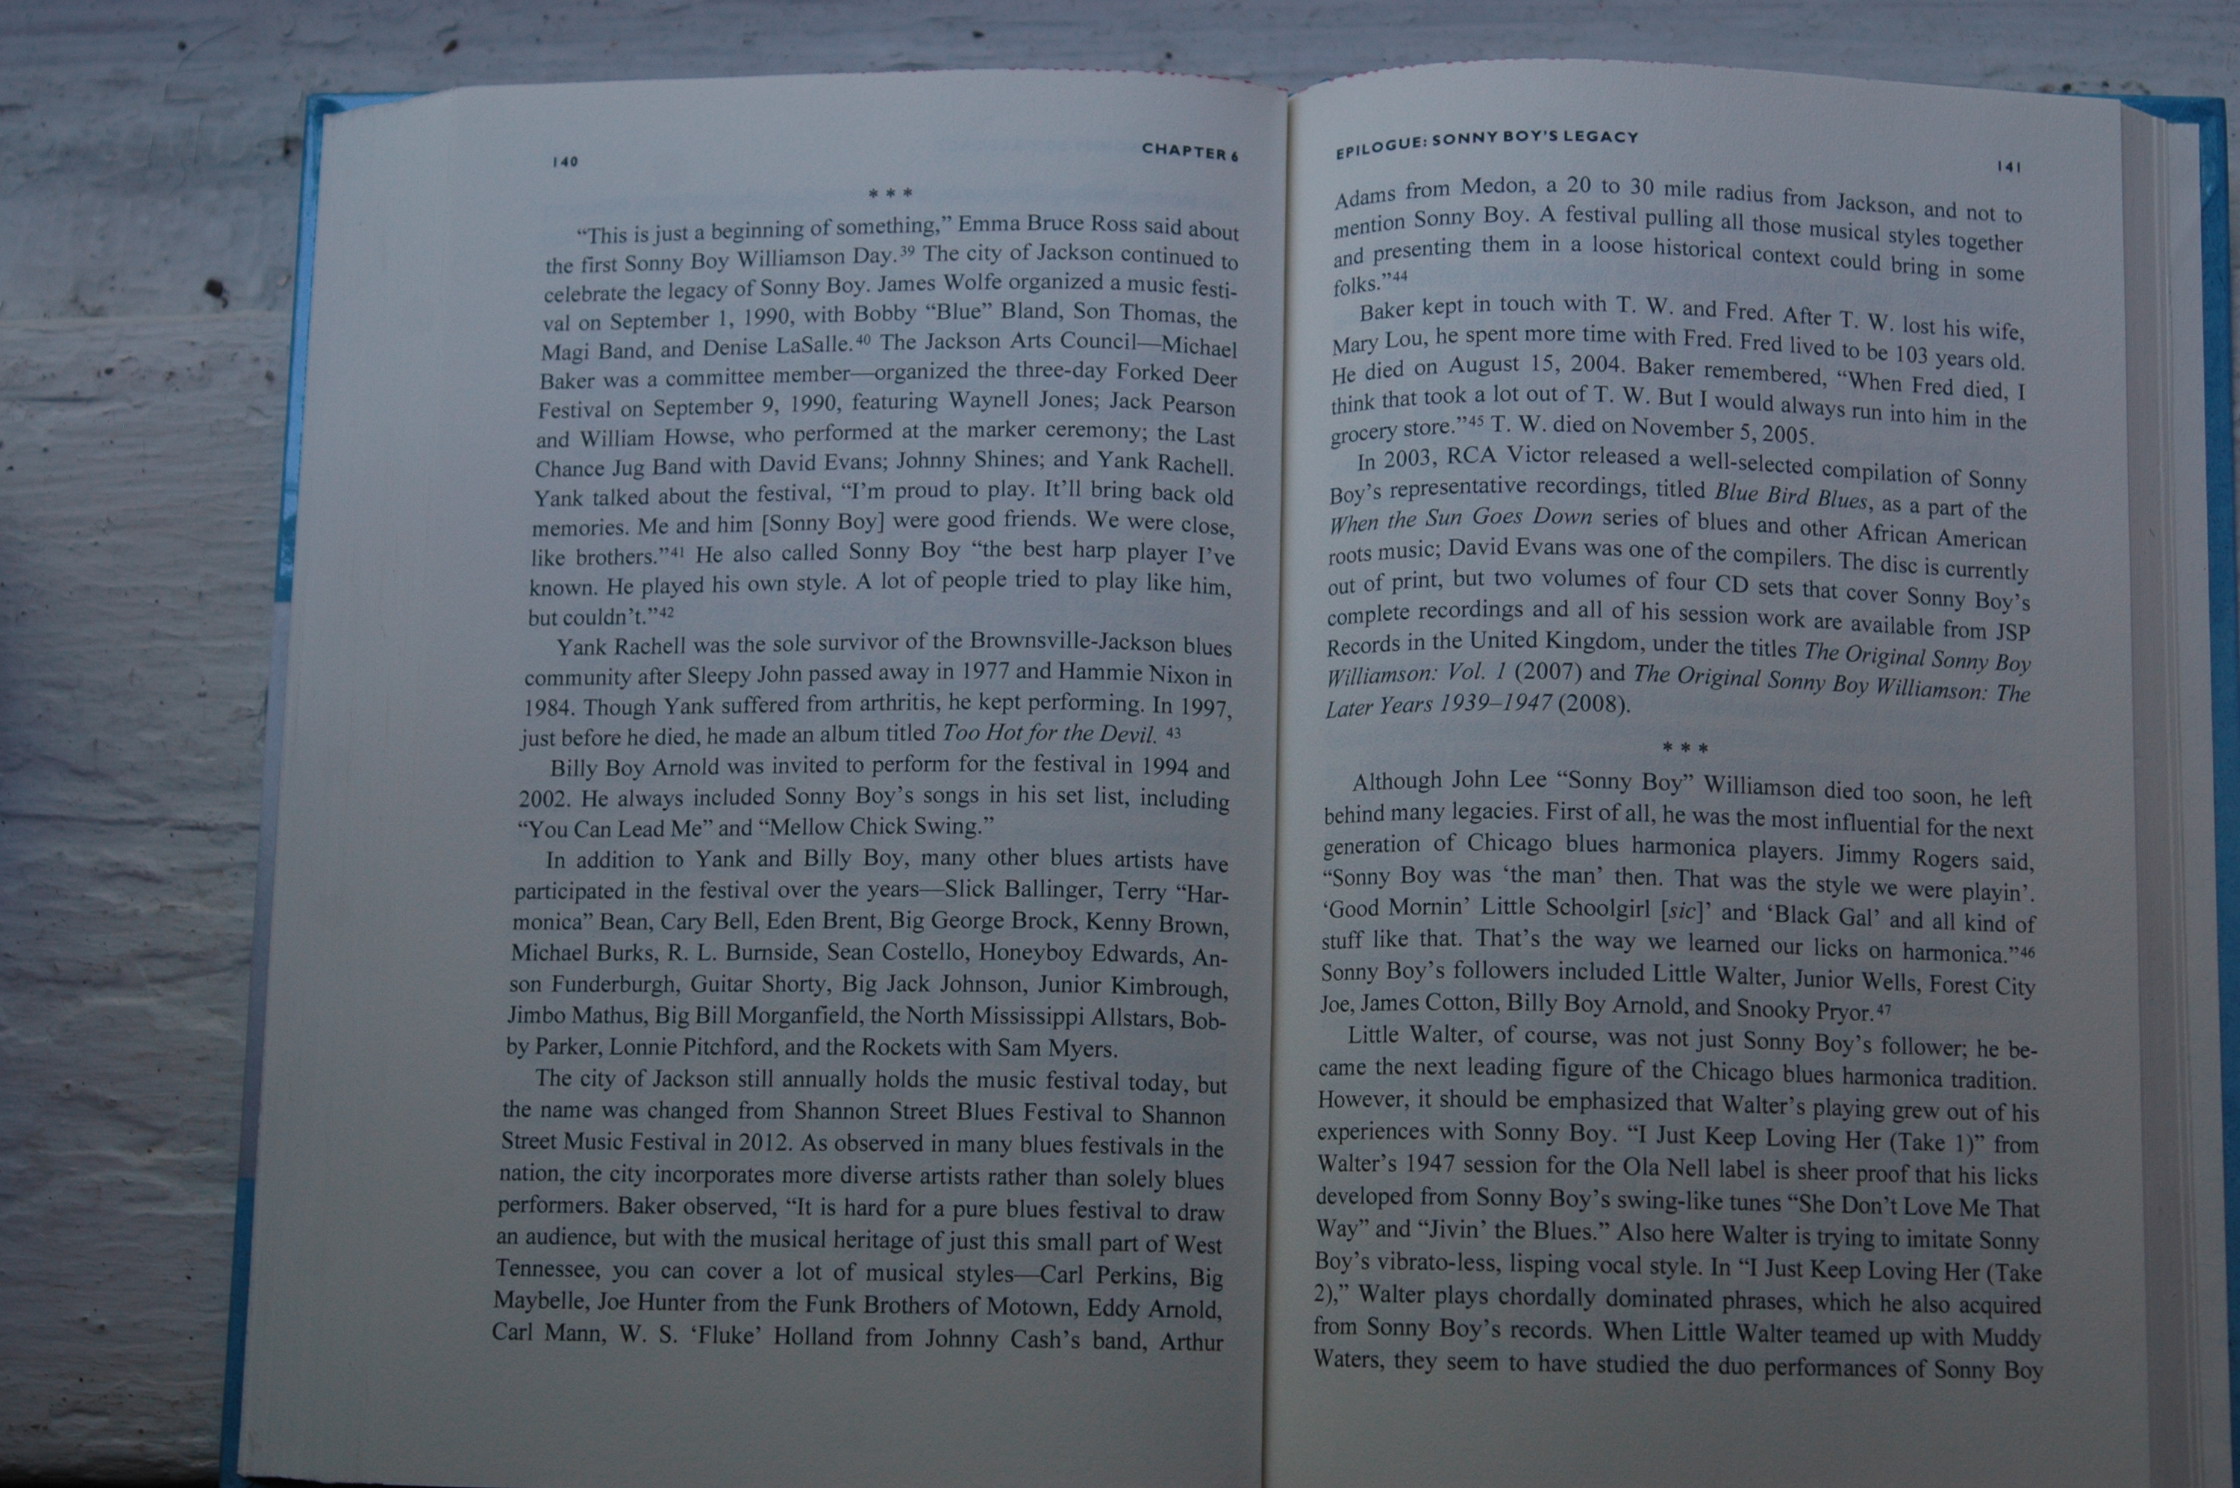 140
CHAPTER 6
* * *
“This is just a beginning of something,” Emma Bruce Ross said about
the first Sonny Boy Williamson Day.39 The city of Jackson continued to
celebrate the legacy of Sonny Boy. James Wolfe organized a music festi-
val on September 1, 1990, with Bobby “Blue” Bland, Son Thomas, the
Magi Band, and Denise LaSalle.40 The Jackson Arts Council—Michael
Baker was a committee member—organized the three-day Forked Deer
Festival on September 9, 1990, featuring Waynell Jones; Jack Pearson
and William Howse, who performed at the marker ceremony; the Last
Chance Jug Band with David Evans; Johnny Shines; and Yank Rachell.
Yank talked about the festival, “I’m proud to play. It’ll bring back old
memories. Me and him [Sonny Boy] were good friends. We were close,
like brothers.”41 He also called Sonny Boy “the best harp player I’ve
known. He played his own style. A lot of people tried to play like him,
but couldn’t.”42
Yank Rachell was the sole survivor of the Brownsville-Jackson blues
community after Sleepy John passed away in 1977 and Hammie Nixon in
1984. Though Yank suffered from arthritis, he kept performing. In 1997,
just before he died, he made an album titled Too Hot for the Devil. 43
Billy Boy Arnold was invited to perform for the festival in 1994 and
2002. He always included Sonny Boy’s songs in his set list, including
“You Can Lead Me” and “Mellow Chick Swing.”
In addition to Yank and Billy Boy, many other blues artists have
participated in the festival over the years—Slick Ballinger, Terry “Har-
monica” Bean, Cary Bell, Eden Brent, Big George Brock, Kenny Brown,
Michael Burks, R. L. Burnside, Sean Costello, Honeyboy Edwards, An-
son Funderburgh, Guitar Shorty, Big Jack Johnson, Junior Kimbrough,
Jimbo Mathus, Big Bill Morganfield, the North Mississippi Allstars, Bob-
by Parker, Lonnie Pitchford, and the Rockets with Sam Myers.
The city of Jackson still annually holds the music festival today, but
the name was changed from Shannon Street Blues Festival to Shannon
Street Music Festival in 2012. As observed in many blues festivals in the
nation, the city incorporates more diverse artists rather than solely blues
performers. Baker observed, “It is hard for a pure blues festival to draw
an audience, but with the musical heritage of just this small part of West
Tennessee, you can cover a lot of musical styles—Carl Perkins, Big
Maybelle, Joe Hunter from the Funk Brothers of Motown, Eddy Arnold,
Carl Mann, W. S. ‘Fluke’ Holland from Johnny Cash’s band, Arthur
EPILOGUE: SONNY BOY’S LEGACY
141
Adams from Medon, a 20 to 30 mile radius from Jackson, and not to
mention Sonny Boy. A festival pulling all those musical styles together
and presenting them in a loose historical context could bring in some
folks.”44
Baker kept in touch with T. W. and Fred. After T. W. lost his wife,
Mary Lou, he spent more time with Fred. Fred lived to be 103 years old.
He died on August 15, 2004. Baker remembered, “When Fred died, I
think that took a lot out of T. W. But I would always run into him in the
grocery store.”45 T. W. died on November 5, 2005.
In 2003, RCA Victor released a well-selected compilation of Sonny
Boy’s representative recordings, titled Blue Bird Blues, as a part of the
When the Sun Goes Down series of blues and other African American
roots music; David Evans was one of the compilers. The disc is currently
out of print, but two volumes of four CD sets that cover Sonny Boy’s
complete recordings and all of his session work are available from JSP
Records in the United Kingdom, under the titles The Original Sonny Boy
Williamson: Vol. 1 (2007) and The Original Sonny Boy Williamson: The
Later Years 1939–1947 (2008).
* * *
Although John Lee “Sonny Boy” Williamson died too soon, he left
behind many legacies. First of all, he was the most influential for the next
generation of Chicago blues harmonica players. Jimmy Rogers said,
“Sonny Boy was ‘the man’ then. That was the style we were playin’.
‘Good Mornin’ Little Schoolgirl [sic]’ and ‘Black Gal’ and all kind of
stuff like that. That’s the way we learned our licks on harmonica.”46
Sonny Boy’s followers included Little Walter, Junior Wells, Forest City
Joe, James Cotton, Billy Boy Arnold, and Snooky Pryor.47
Little Walter, of course, was not just Sonny Boy’s follower; he be-
came the next leading figure of the Chicago blues harmonica tradition.
However, it should be emphasized that Walter’s playing grew out of his
experiences with Sonny Boy. “I Just Keep Loving Her (Take 1)” from
Walter’s 1947 session for the Ola Nell label is sheer proof that his licks
developed from Sonny Boy’s swing-like tunes “She Don’t Love Me That
Way” and “Jivin’ the Blues.” Also here Walter is trying to imitate Sonny
Boy’s vibrato-less, lisping vocal style. In “I Just Keep Loving Her (Take
2),” Walter plays chordally dominated phrases, which he also acquired
from Sonny Boy’s records. When Little Walter teamed up with Muddy
Waters, they seem to have studied the duo performances of Sonny Boy